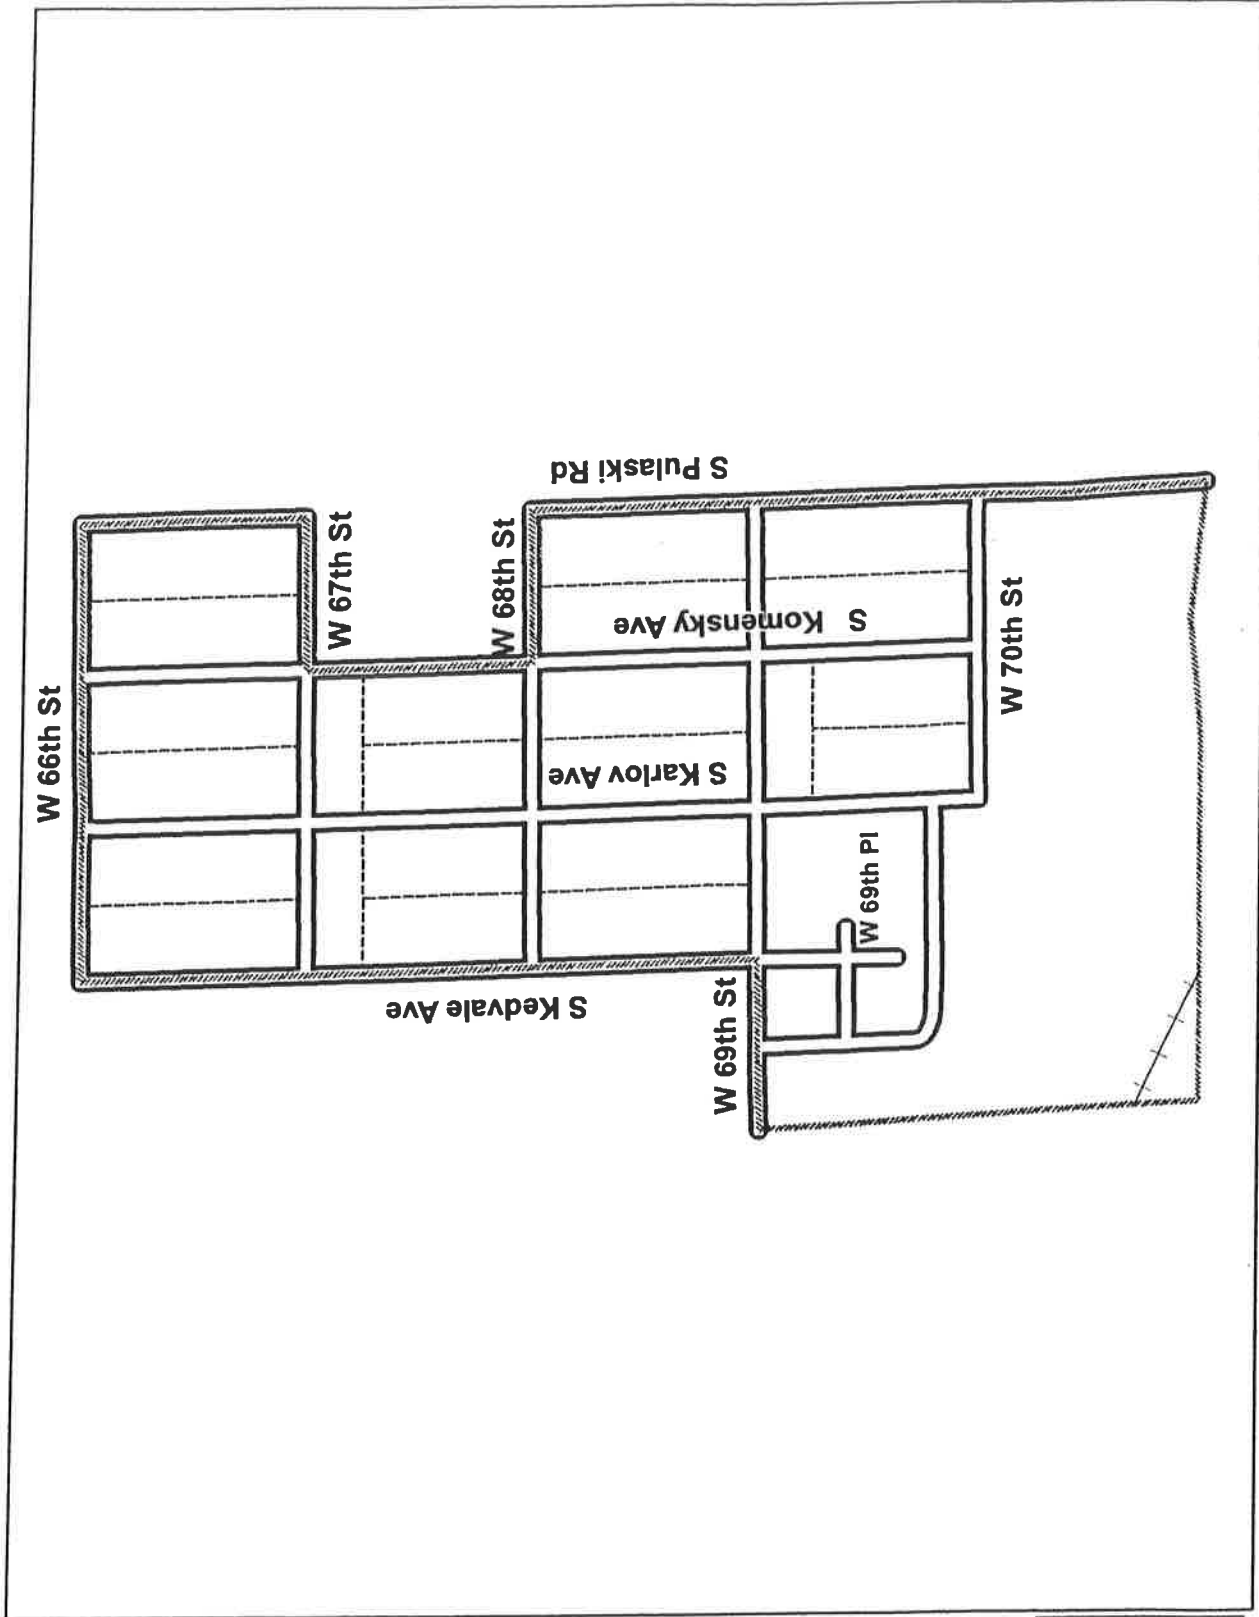 W 66th St
S Pulaski Rd
W 67th St
W 68th St
S Komensky Ave
W 70th St
S Karlov Ave
W 69th Pl
S Kedvale Ave
W 69th St